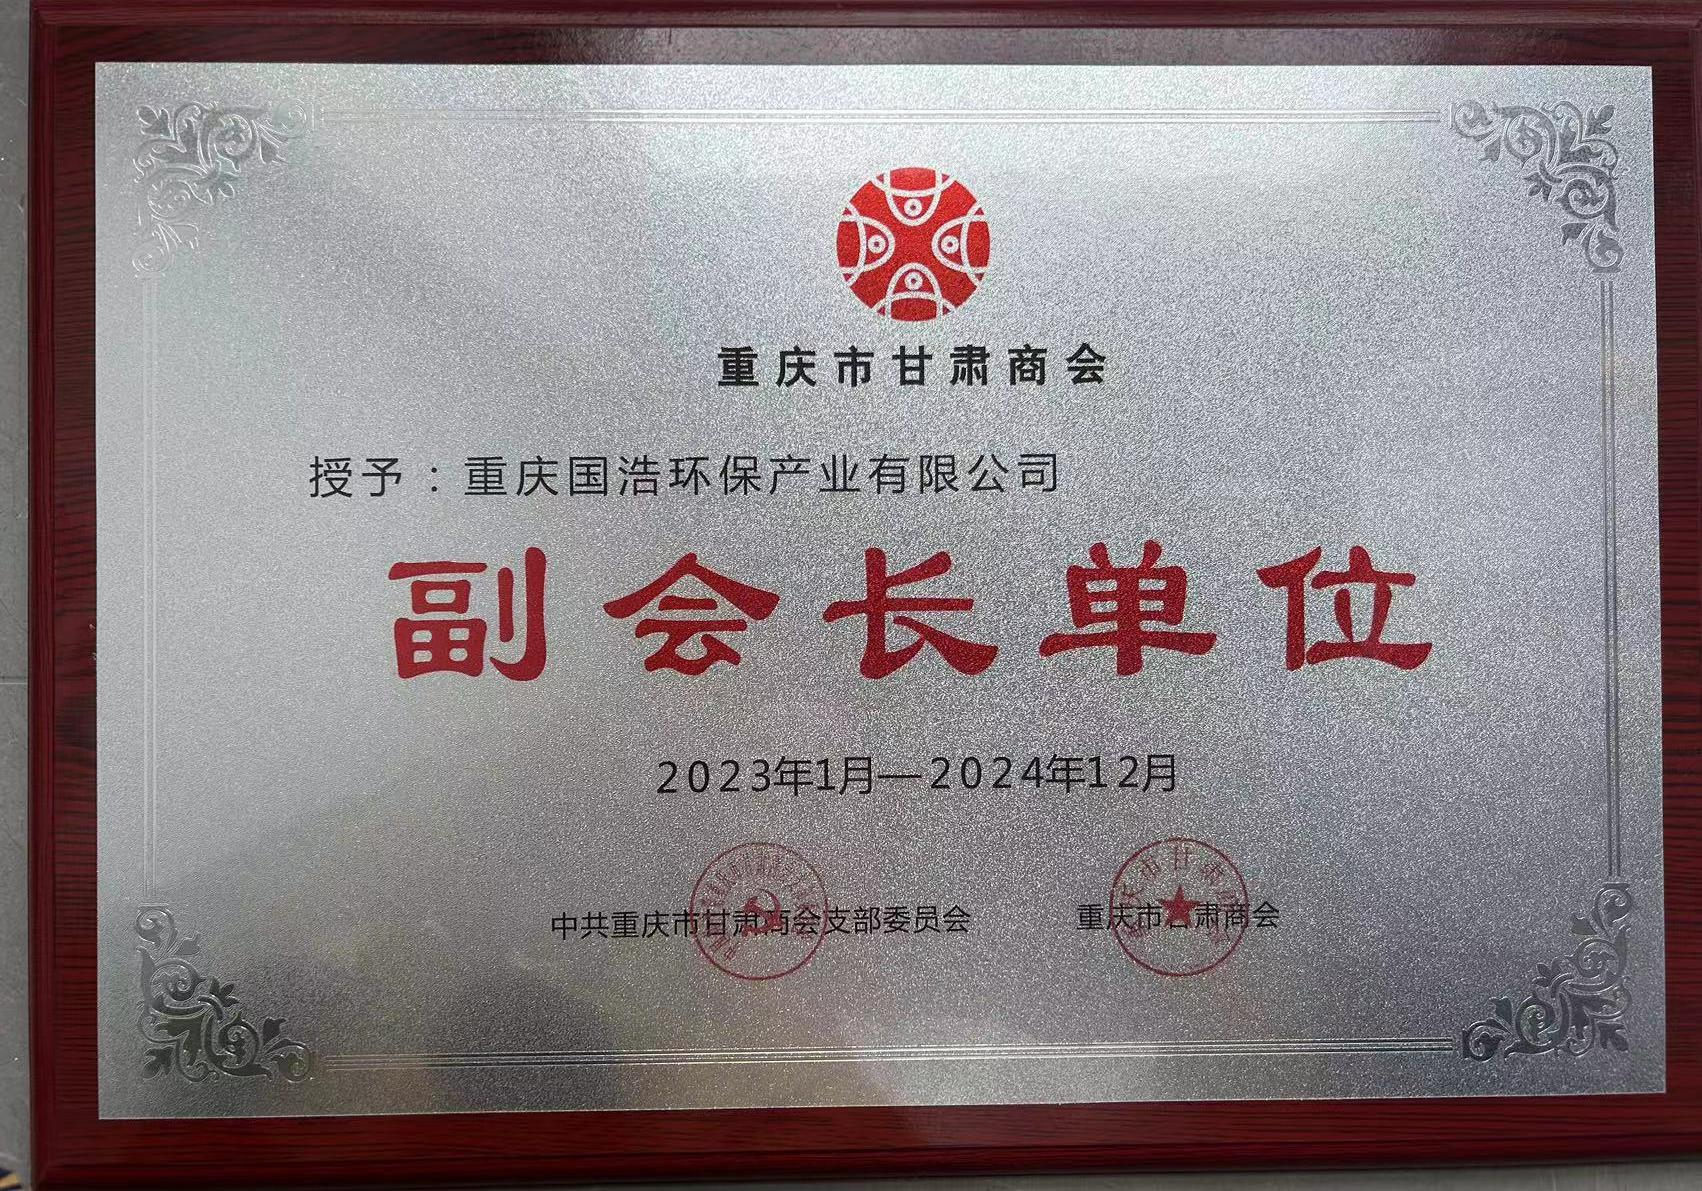 重庆市甘肃商会
授予：重庆国浩环保产业有限公司
副会长单位
2023年1月—2024年12月
中共重庆市甘肃商会支部委员会
重庆市甘肃商会